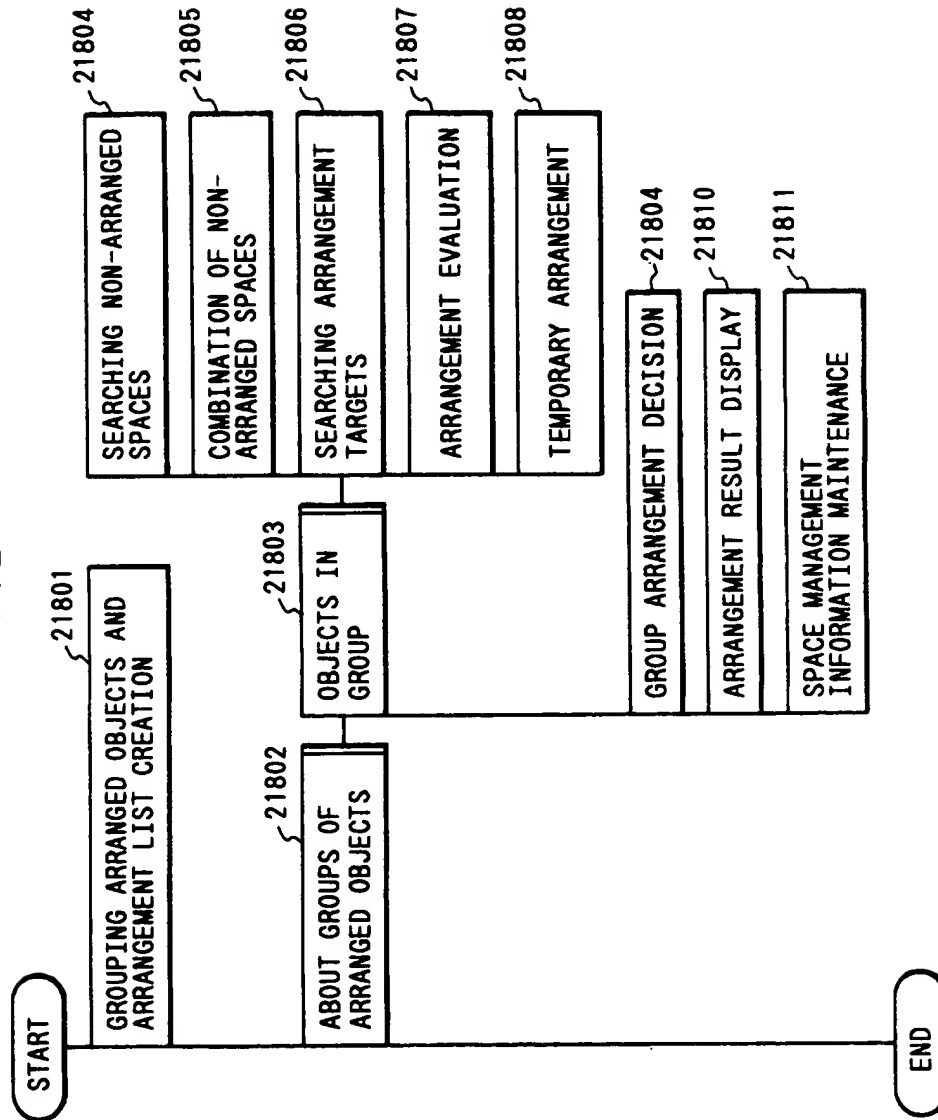 START
21801
GROUPING ARRANGED OBJECTS AND
ARRANGEMENT LIST CREATION
21802
ABOUT GROUPS OF
ARRANGED OBJECTS
21803
OBJECTS IN
GROUP
21804
SEARCHING NON-ARRANGED
SPACES
21805
COMBINATION OF NON-
ARRANGED SPACES
21806
SEARCHING ARRANGEMENT
TARGETS
21807
ARRANGEMENT EVALUATION
21808
TEMPORARY ARRANGEMENT
21804
GROUP ARRANGEMENT DECISION
21810
ARRANGEMENT RESULT DISPLAY
21811
SPACE MANAGEMENT
INFORMATION MAINTENANCE
END